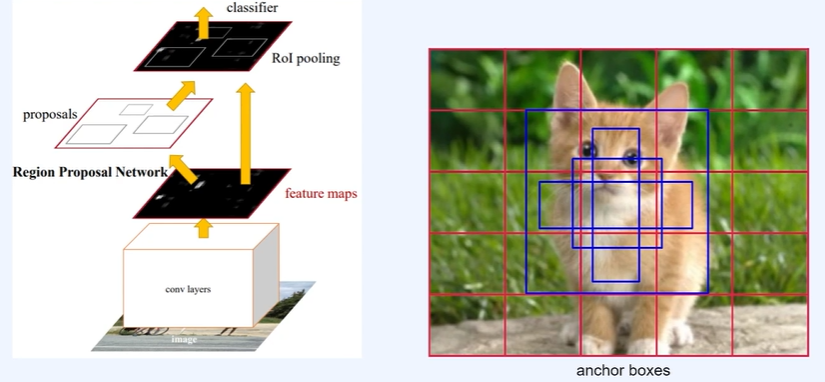 classifier
RoI pooling
proposals
Region Proposal Network
feature maps
conv layers
image
anchor boxes